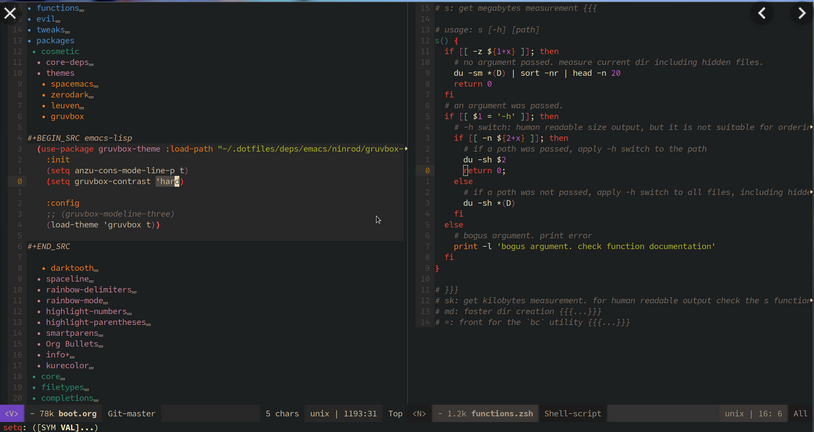 • functions…
• evil…
14 • tweaks…
13 • packages
12 • cosmetic
11 • core-deps…
10 • themes
9 • spacemacs…
8 • zerodark…
7 • leuven…
6 • gruvbox
5
4 #+BEGIN_SRC emacs-lisp
3 (use-package gruvbox-theme :load-path "~/.dotfiles/deps/emacs/ninrod/gruvbox-
2 :init
1 (setq anzu-cons-mode-line-p t)
0 (setq gruvbox-contrast 'hard)
1
2 :config
3 ;; (gruvbox-modeline-three)
4 (load-theme 'gruvbox t))
5
6 #+END_SRC
7
8 • darktooth…
9 • spaceline…
10 • rainbow-delimiters…
11 • rainbow-mode…
12 • highlight-numbers…
13 • highlight-parentheses…
14 • smartparens…
15 • Org Bullets…
16 • info+…
17 • kurecolor…
18 • core…
19 • filetypes…
20 • completions…
<V> - 78k boot.org Git-master 5 chars unix | 1193:31 Top
setq: ([SYM VAL]...)
15 # s: get megabytes measurement {{{
14
13 # usage: s [-h] [path]
12 s() {
11 if [[ -z ${1+x} ]]; then
10 # no argument passed. measure current dir including hidden files.
9 du -sm *(D) | sort -nr | head -n 20
8 return 0
7 fi
6 # an argument was passed.
5 if [[ $1 = '-h' ]]; then
4 # -h switch: human readable size output, but it is not suitable for orderin
3 if [[ -n ${2+x} ]]; then
2 # if a path was passed, apply -h switch to the path
1 du -sh $2
0 return 0;
1 else
2 # if a path was not passed, apply -h switch to all files, including hidde
3 du -sh *(D)
4 fi
5 else
6 # bogus argument. print error
7 print -l 'bogus argument. check function documentation'
8 fi
9 }
10
11 # }}}
12 # sk: get kilobytes measurement. for human readable output check the s function
13 # md: faster dir creation {{{...}}}
14 # =: front for the `bc` utility {{{...}}}
<N> - 1.2k functions.zsh Shell-script unix | 16: 6 All